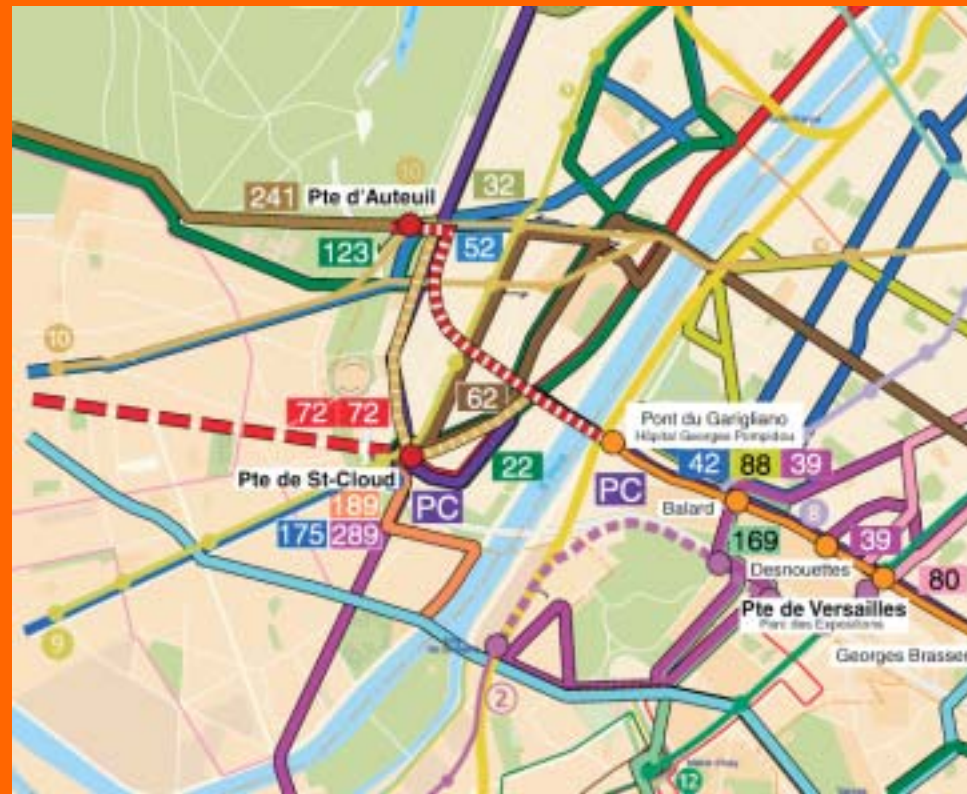 10
241 Pte d'Auteuil
32
123
52
10
72 72
62
Pont du Garigliano
Hôpital Georges Pompidou
42 88 39
22
Pte de St-Cloud
PC
PC
189
175 289
Balard
8
169
39
Desnouettes
80
Pte de Versailles
Parc des Expositions
Georges Brassen
9
2
12